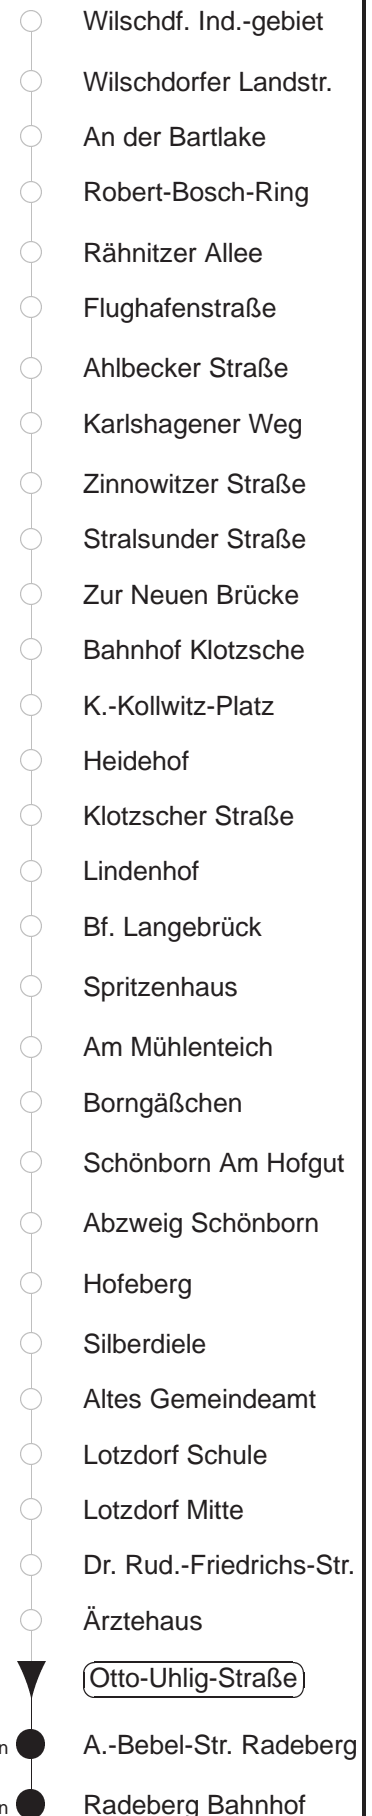 Wilschdf. Ind.-gebiet
Wilschdorfer Landstr.
An der Bartlake
Robert-Bosch-Ring
Rähnitzer Allee
Flughafenstraße
Ahlbecker Straße
Karlshagener Weg
Zinnowitzer Straße
Stralsunder Straße
Zur Neuen Brücke
Bahnhof Klotzsche
K.-Kollwitz-Platz
Heidehof
Klotzscher Straße
Lindenhof
Bf. Langebrück
Spritzenhaus
Am Mühlenteich
Borngäßchen
Schönborn Am Hofgut
Abzweig Schönborn
Hofeberg
Silberdiele
Altes Gemeindeamt
Lotzdorf Schule
Lotzdorf Mitte
Dr. Rud.-Friedrichs-Str.
Ärztehaus
Otto-Uhlig-Straße
n A.-Bebel-Str. Radeberg
n Radeberg Bahnhof